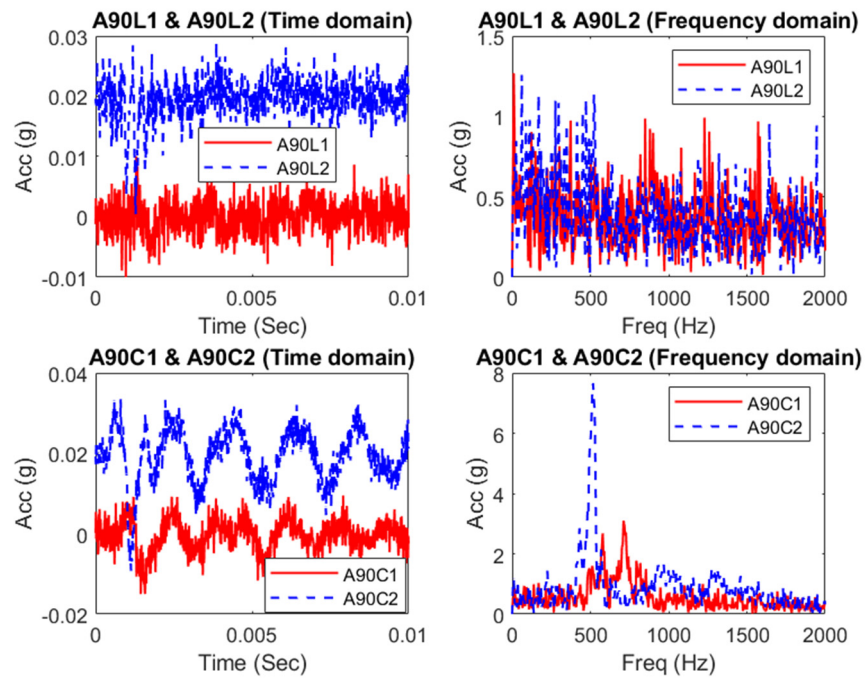 A90L1 & A90L2 (Time domain)
0.03
0.02
0.01
0
-0.01
Acc (g)
A90L1
A90L2
0
0.005
0.01
Time (Sec)
A90L1 & A90L2 (Frequency domain)
1.5
1
0.5
0
Acc (g)
A90L1
A90L2
0
500
1000
1500
2000
Freq (Hz)
A90C1 & A90C2 (Time domain)
0.04
0.02
0
-0.02
Acc (g)
A90C1
A90C2
0
0.005
0.01
Time (Sec)
A90C1 & A90C2 (Frequency domain)
8
6
4
2
0
Acc (g)
A90C1
A90C2
0
500
1000
1500
2000
Freq (Hz)